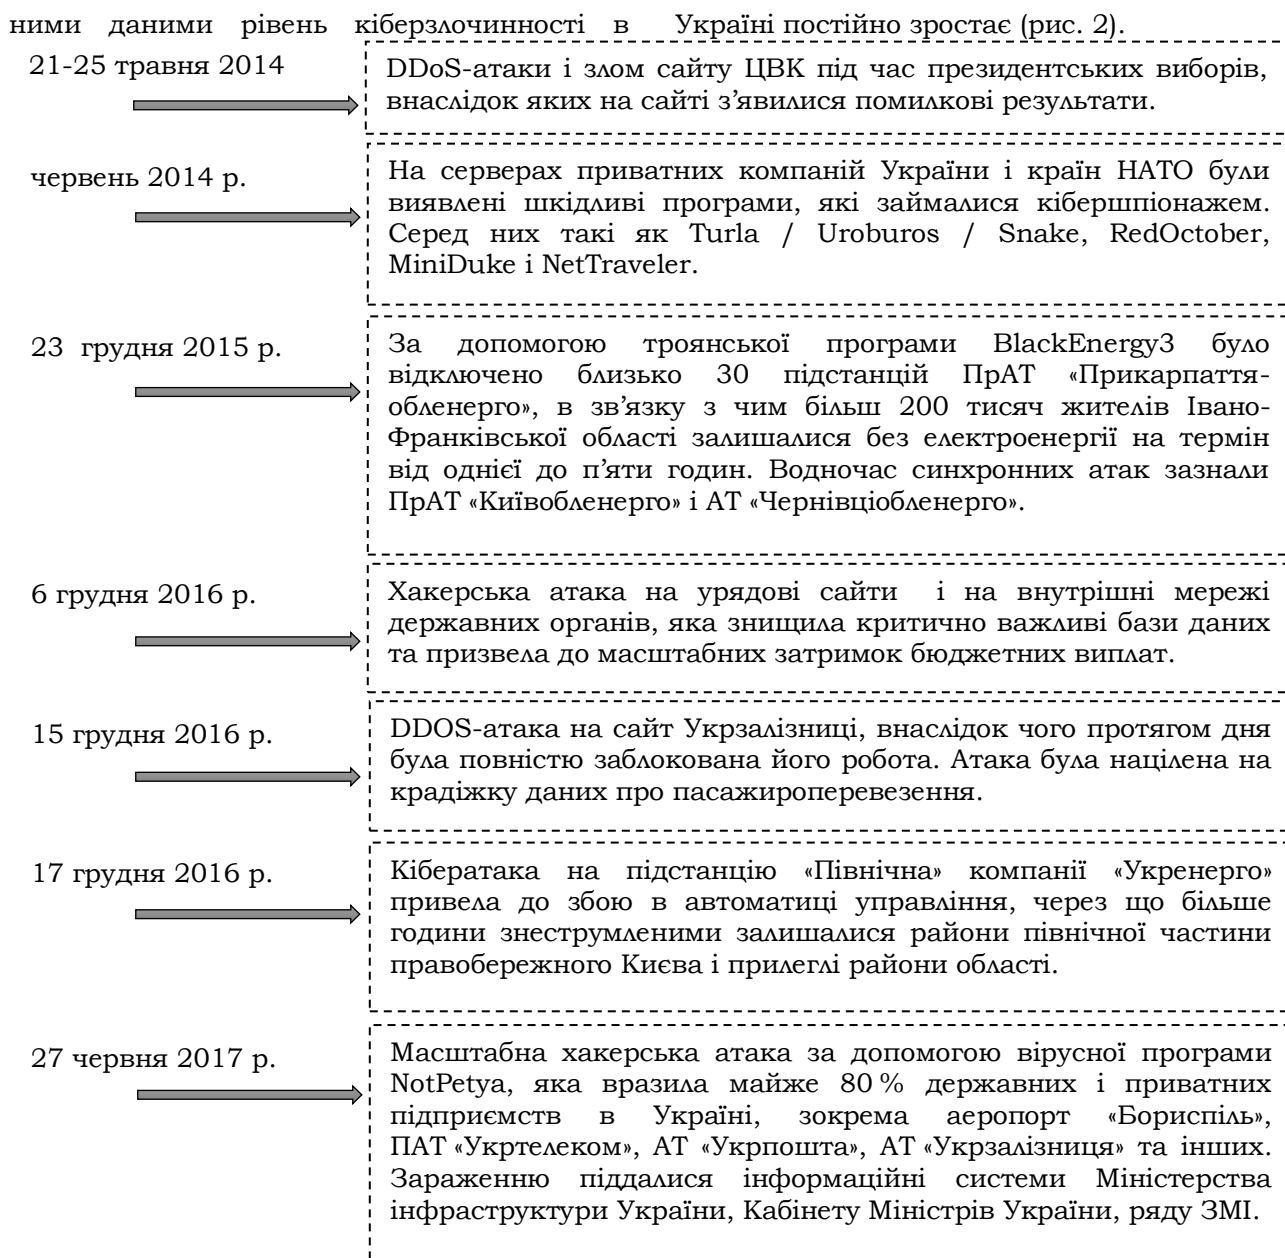 ними даними рівень кіберзлочинності в Україні постійно зростає (рис. 2).
21-25 травня 2014
DDoS-атаки і злом сайту ЦВК під час президентських виборів,
внаслідок яких на сайті з’явилися помилкові результати.
червень 2014 р.
На серверах приватних компаній України і країн НАТО були
виявлені шкідливі програми, які займалися кібершпіонажем.
Серед них такі як Turla / Uroburos / Snake, RedOctober,
MiniDuke і NetTraveler.
23 грудня 2015 р.
За допомогою троянської програми BlackEnergy3 було
відключено близько 30 підстанцій ПрАТ «Прикарпаття-
обленерго», в зв’язку з чим більш 200 тисяч жителів Івано-
Франківської області залишалися без електроенергії на термін
від однієї до п’яти годин. Водночас синхронних атак зазнали
ПрАТ «Київобленерго» і АТ «Чернівціобленерго».
6 грудня 2016 р.
Хакерська атака на урядові сайти і на внутрішні мережі
державних органів, яка знищила критично важливі бази даних
та призвела до масштабних затримок бюджетних виплат.
15 грудня 2016 р.
DDOS-атака на сайт Укрзалізниці, внаслідок чого протягом дня
була повністю заблокована його робота. Атака була націлена на
крадіжку даних про пасажироперевезення.
17 грудня 2016 р.
Кібератака на підстанцію «Північна» компанії «Укренерго»
привела до збою в автоматиці управління, через що більше
години знеструмленими залишалися райони північної частини
правобережного Києва і прилеглі райони області.
27 червня 2017 р.
Масштабна хакерська атака за допомогою вірусної програми
NotPetya, яка вразила майже 80 % державних і приватних
підприємств в Україні, зокрема аеропорт «Бориспіль»,
ПАТ «Укртелеком», АТ «Укрпошта», АТ «Укрзалізниця» та інших.
Зараженню піддалися інформаційні системи Міністерства
інфраструктури України, Кабінету Міністрів України, ряду ЗМІ.